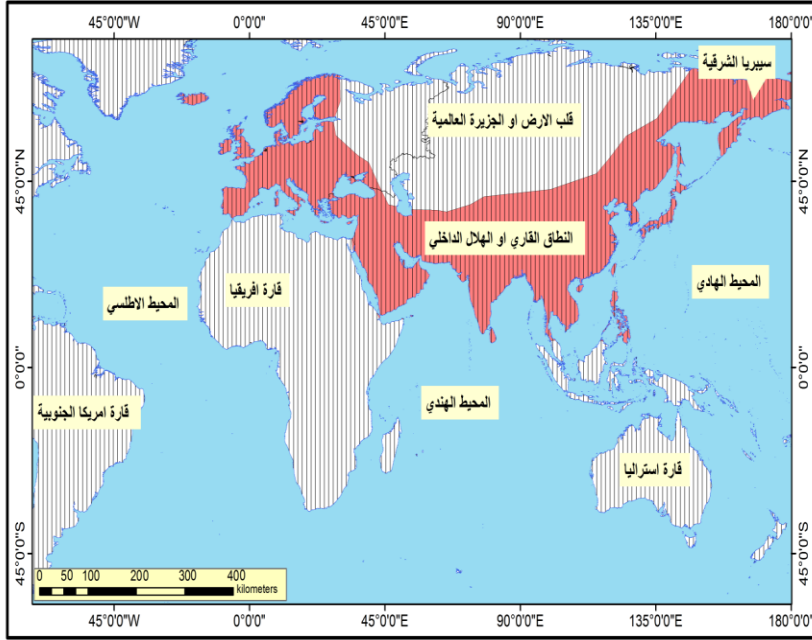 45°0'0"W 0°0'0" 45°0'0"E 90°0'0"E 135°0'0"E 180°0'0"
سيبريا الشرقية
قلب الارض او الجزيرة العالمية
45°0'0"N 45°0'0"N
النطاق القاري او الهلال الداخلي
المحيط الهادي
قارة افريقيا
المحيط الاطلسي
0°0'0" 0°0'0"
المحيط الهندي
قارة امريكا الجنوبية
قارة استراليا
45°0'0"S 45°0'0"S
0 50 100 200 300 400
kilometers
45°0'0"W 0°0'0" 45°0'0"E 90°0'0"E 135°0'0"E 180°0'0"